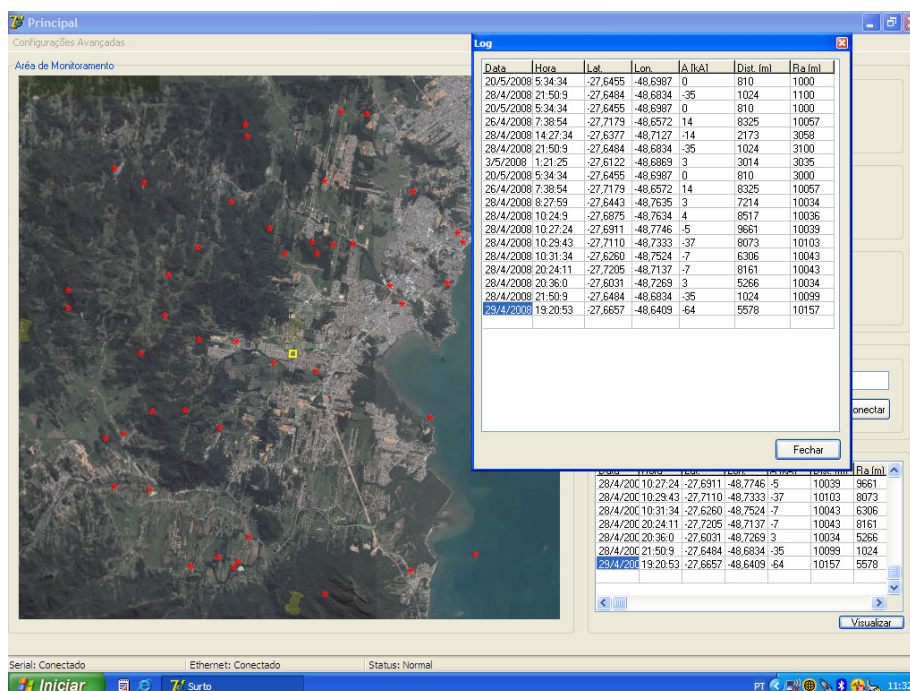 Principal
Configurações Avançadas
Aréa de Monitoramento
Log
Data Hora Lat. Lon. A [kA] Dist. (m) Ra (m)
20/5/2008 5:34:34 -27,6455 -48,6987 0 810 1000
28/4/2008 21:50:9 -27,6484 -48,6834 -35 1024 1100
20/5/2008 5:34:34 -27,6455 -48,6987 0 810 1000
26/4/2008 7:38:54 -27,7179 -48,6572 14 8325 10057
28/4/2008 14:27:34 -27,6377 -48,7127 -14 2173 3058
28/4/2008 21:50:9 -27,6484 -48,6834 -35 1024 3100
3/5/2008 1:21:25 -27,6122 -48,6869 3 3014 3035
20/5/2008 5:34:34 -27,6455 -48,6987 0 810 3000
26/4/2008 7:38:54 -27,7179 -48,6572 14 8325 10057
28/4/2008 8:27:59 -27,6443 -48,7635 3 7214 10034
28/4/2008 10:24:9 -27,6875 -48,7634 4 8517 10036
28/4/2008 10:27:24 -27,6911 -48,7746 -5 9661 10039
28/4/2008 10:29:43 -27,7110 -48,7333 -37 8073 10103
28/4/2008 10:31:34 -27,6260 -48,7524 -7 6306 10043
28/4/2008 20:24:11 -27,7205 -48,7137 -7 8161 10043
28/4/2008 20:36:0 -27,6031 -48,7269 3 5266 10034
28/4/2008 21:50:9 -27,6484 -48,6834 -35 1024 10099
29/4/2008 19:20:53 -27,6657 -48,6409 -64 5578 10157
Fechar
onectar
Data Hora Lat. Lon. A [kA] Dist. (m) Ra (m)
28/4/200 10:27:24 -27,6911 -48,7746 -5 10039 9661
28/4/200 10:29:43 -27,7110 -48,7333 -37 10103 8073
28/4/200 10:31:34 -27,6260 -48,7524 -7 10043 6306
28/4/200 20:24:11 -27,7205 -48,7137 -7 10043 8161
28/4/200 20:36:0 -27,6031 -48,7269 3 10034 5266
28/4/200 21:50:9 -27,6484 -48,6834 -35 10099 1024
29/4/200 19:20:53 -27,6657 -48,6409 -64 10157 5578
Visualizar
Serial: Conectado Ethernet: Conectado Status: Normal
Iniciar Surto PT 11:32